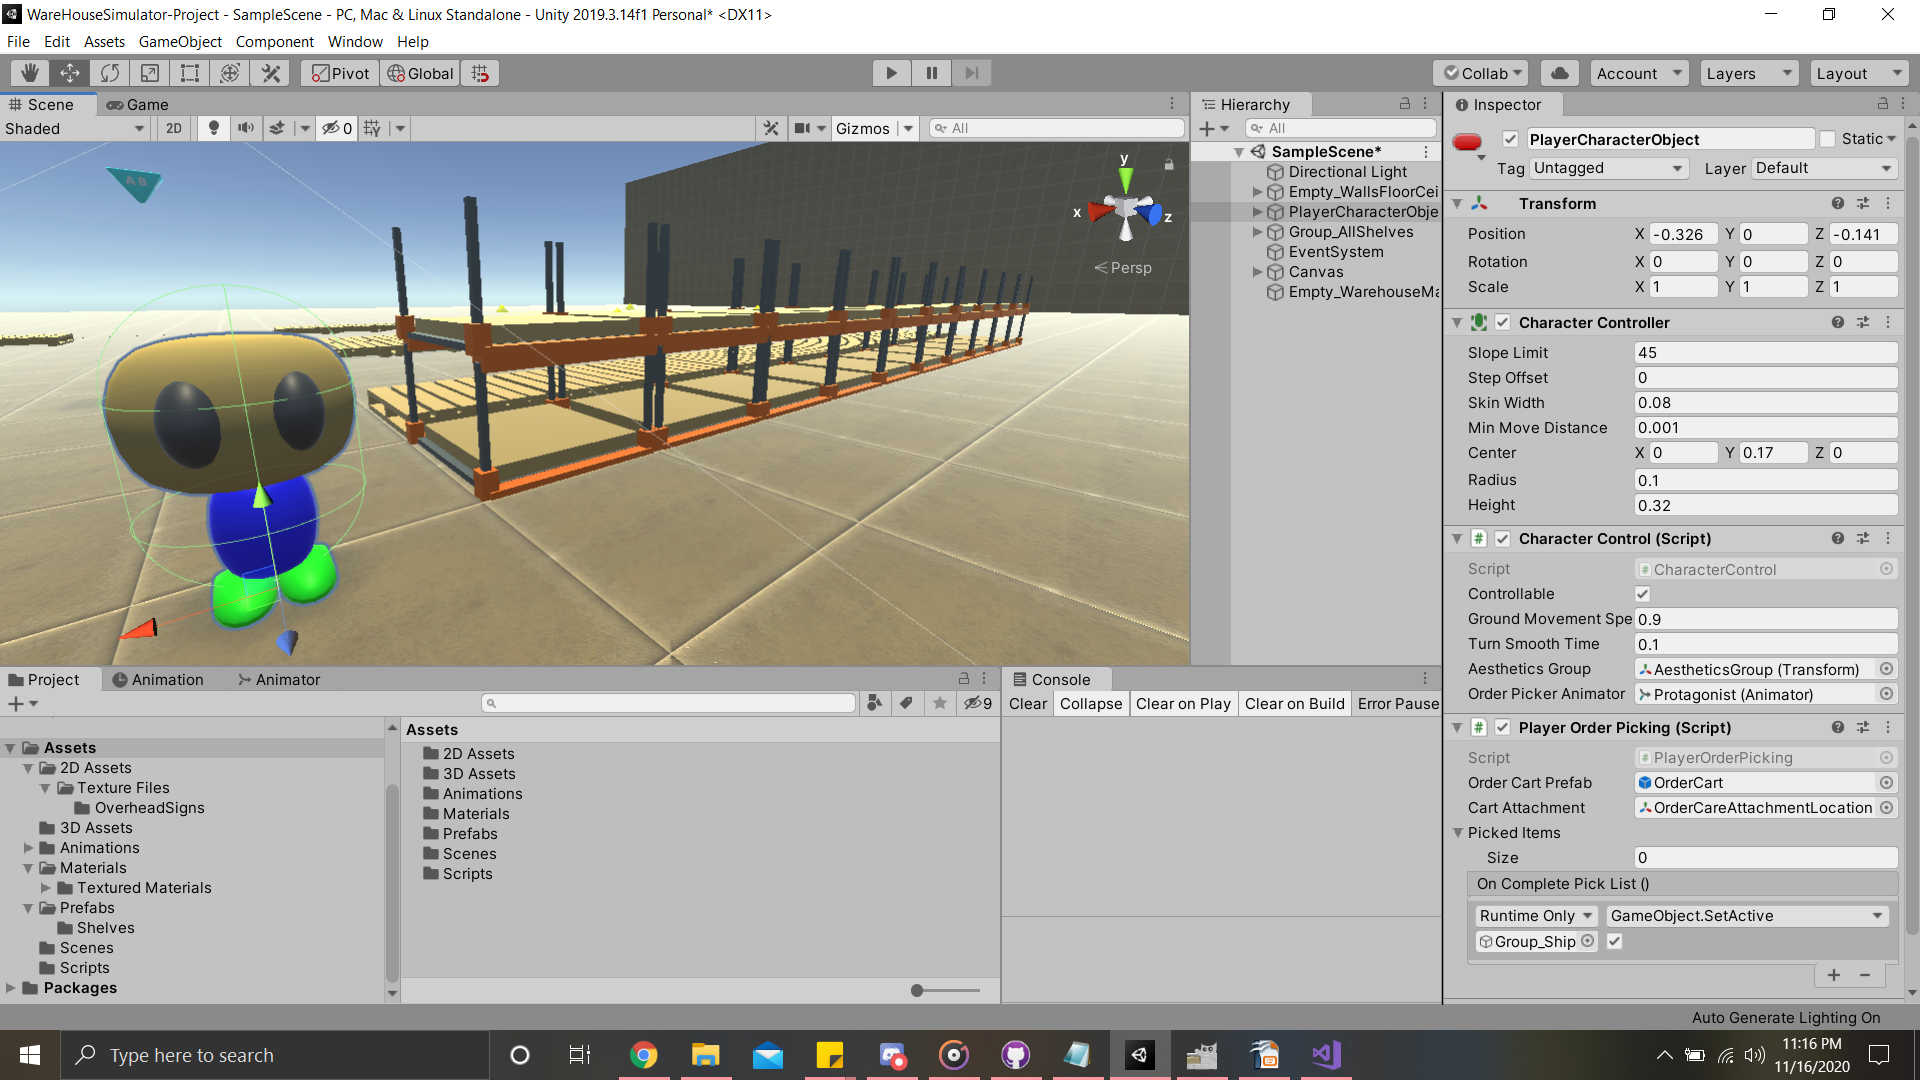 WareHouseSimulator-Project - SampleScene - PC, Mac & Linux Standalone - Unity 2019.3.14f1 Personal* <DX11>
File Edit Assets GameObject Component Window Help
Pivot Global Collab Account Layers Layout
Scene Game
Shaded 2D 0 Gizmos All
y
x
z
Persp
Hierarchy
All
SampleScene*
Directional Light
Empty_WallsFloorCei
PlayerCharacterObje
Group_AllShelves
EventSystem
Canvas
Empty_WarehouseMa
Inspector
PlayerCharacterObject Static
Tag Untagged Layer Default
Transform
Position X -0.326 Y 0 Z -0.141
Rotation X 0 Y 0 Z 0
Scale X 1 Y 1 Z 1
Character Controller
Slope Limit 45
Step Offset 0
Skin Width 0.08
Min Move Distance 0.001
Center X 0 Y 0.17 Z 0
Radius 0.1
Height 0.32
Character Control (Script)
Script CharacterControl
Controllable
Ground Movement Spe 0.9
Turn Smooth Time 0.1
Aesthetics Group AestheticsGroup (Transform)
Order Picker Animator Protagonist (Animator)
Player Order Picking (Script)
Script PlayerOrderPicking
Order Cart Prefab OrderCart
Cart Attachment OrderCareAttachmentLocation
Picked Items
Size 0
On Complete Pick List ()
Runtime Only GameObject.SetActive
Group_Ship
+ −
Project Animation Animator
9
Assets
2D Assets
Texture Files
OverheadSigns
3D Assets
Animations
Materials
Textured Materials
Prefabs
Shelves
Scenes
Scripts
Packages
Assets
2D Assets
3D Assets
Animations
Materials
Prefabs
Scenes
Scripts
Console
Clear Collapse Clear on Play Clear on Build Error Pause
Auto Generate Lighting On
Type here to search
11:16 PM
11/16/2020